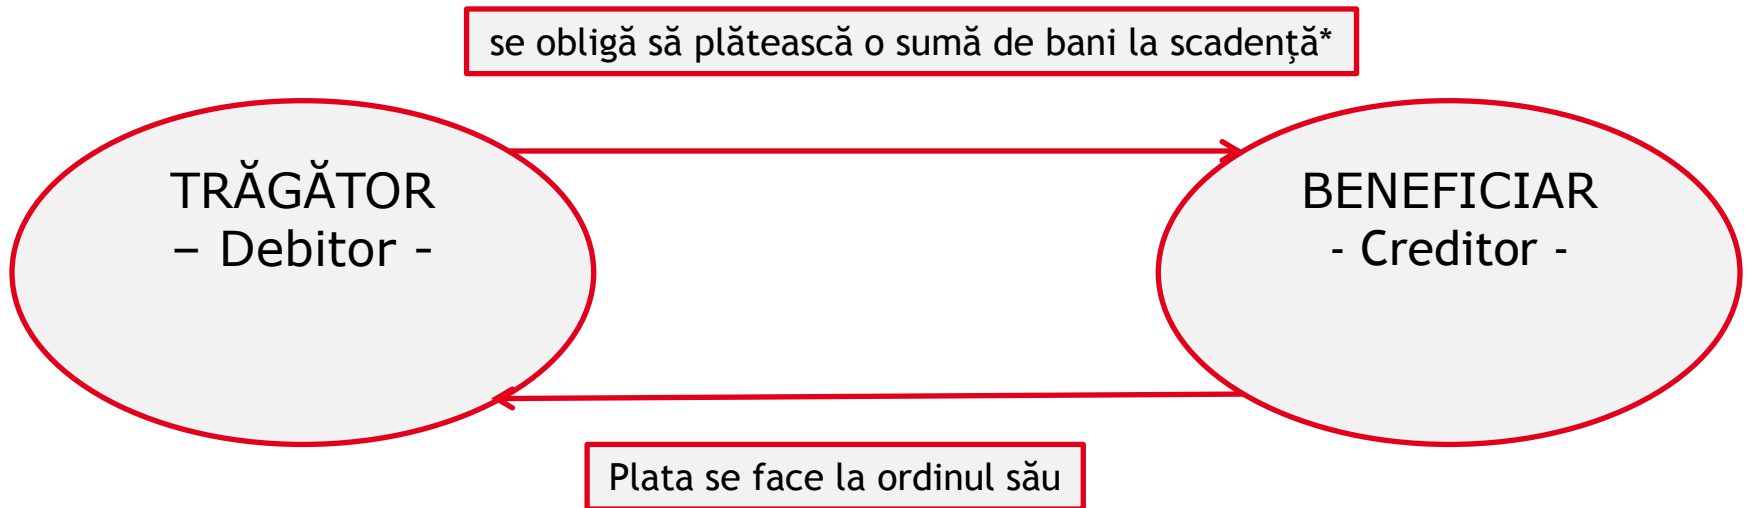 se obligă să plătească o sumă de bani la scadență*
TRĂGĂTOR
– Debitor -
BENEFICIAR
- Creditor -
Plata se face la ordinul său